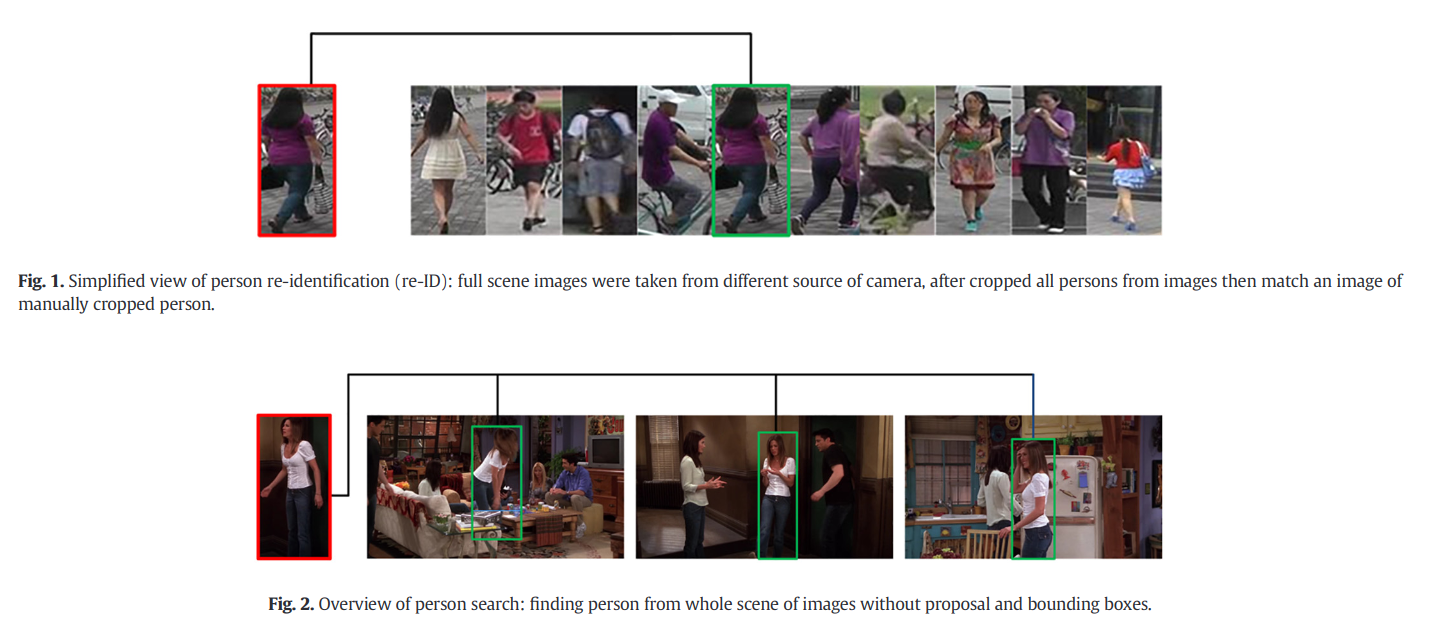 Fig. 1. Simplified view of person re-identification (re-ID): full scene images were taken from different source of camera, after cropped all persons from images then match an image of
manually cropped person.
Fig. 2. Overview of person search: finding person from whole scene of images without proposal and bounding boxes.